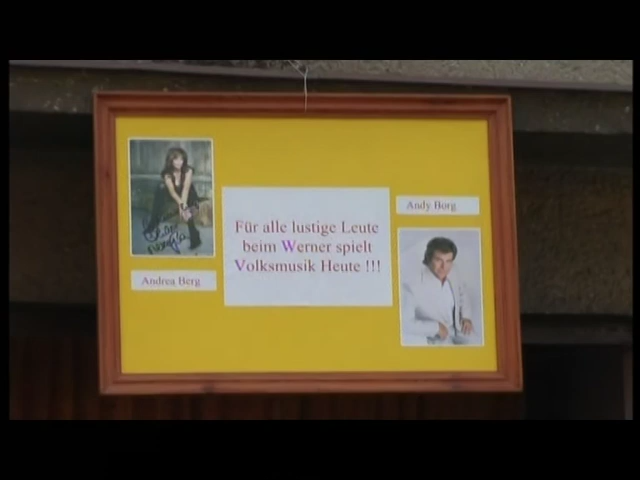 Andrea Berg
Für alle lustige Leute
beim Werner spielt
Volksmusik Heute !!!
Andy Borg